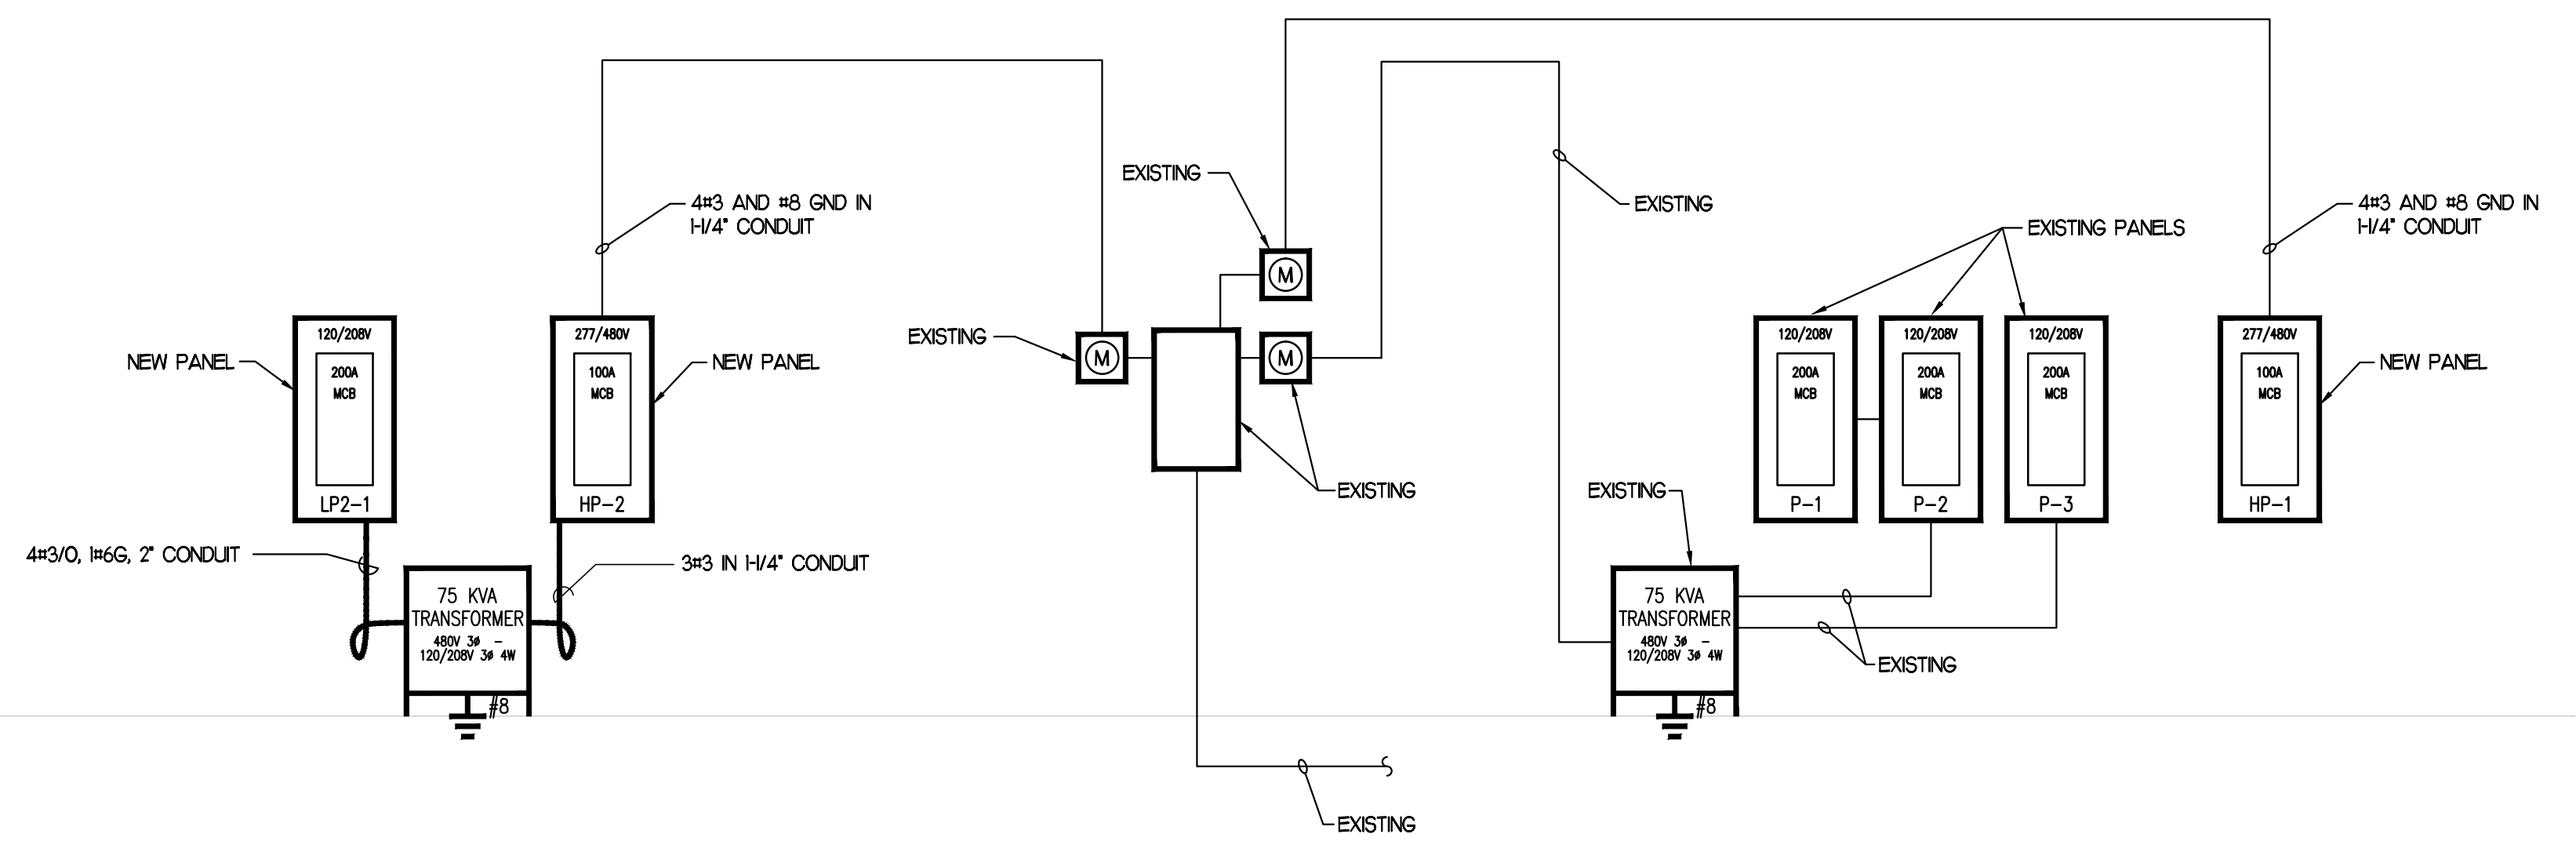 EXISTING
4#3 AND #8 GND IN
1-1/4" CONDUIT
EXISTING
4#3 AND #8 GND IN
1-1/4" CONDUIT
EXISTING PANELS
M
120/208V
200A
MCB
LP2-1
NEW PANEL
277/480V
100A
MCB
HP-2
NEW PANEL
EXISTING
M
M
EXISTING
120/208V
200A
MCB
P-1
120/208V
200A
MCB
P-2
120/208V
200A
MCB
P-3
277/480V
100A
MCB
HP-1
NEW PANEL
4#3/0, 1#6G, 2" CONDUIT
3#3 IN 1-1/4" CONDUIT
75 KVA
TRANSFORMER
480V 3ø -
120/208V 3ø 4W
#8
EXISTING
75 KVA
TRANSFORMER
480V 3ø -
120/208V 3ø 4W
#8
EXISTING
EXISTING